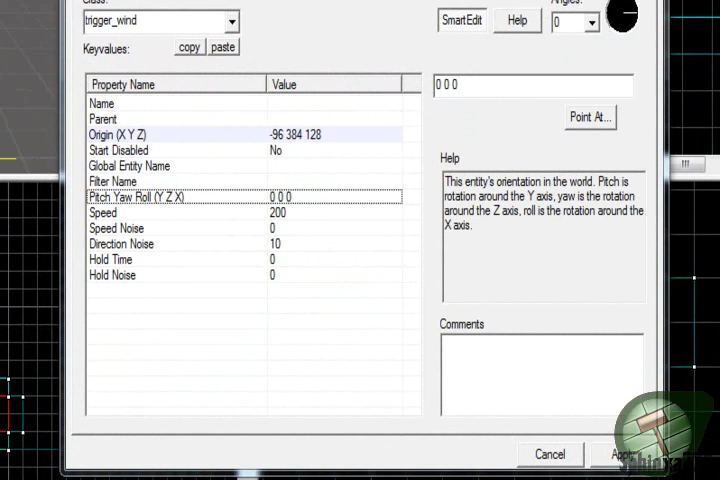 Class:
Angles:
trigger_wind
SmartEdit
Help
0
Keyvalues:
copy
paste
Property Name
Value
0 0 0
Name
Parent
Point At...
Origin (X Y Z)
-96 384 128
Start Disabled
No
Global Entity Name
Help
Filter Name
This entity's orientation in the world. Pitch is
Pitch Yaw Roll (Y Z X)
0 0 0
rotation around the Y axis, yaw is the rotation
Speed
200
around the Z axis, roll is the rotation around the
X axis.
Speed Noise
0
Direction Noise
10
Hold Time
0
Hold Noise
0
Comments
Cancel
Apply